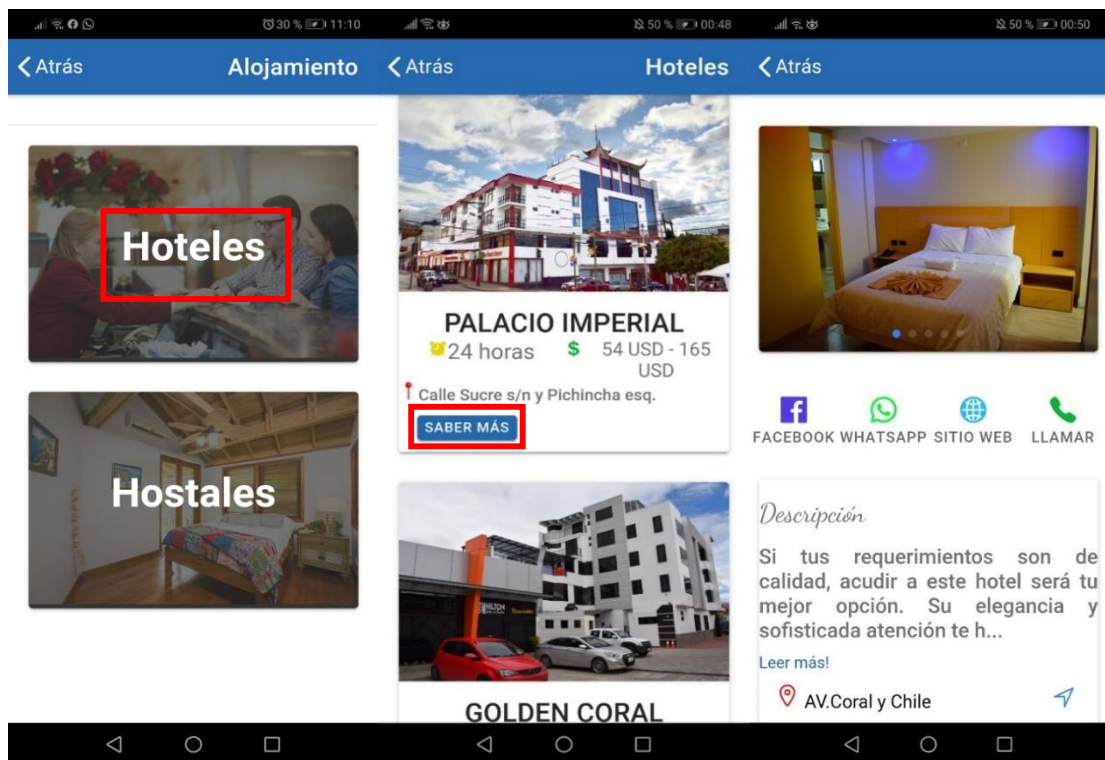 30 % 11:10
Atrás Alojamiento
Hoteles
Hostales
50 % 00:48
Atrás Hoteles
PALACIO IMPERIAL
24 horas $ 54 USD - 165
USD
Calle Sucre s/n y Pichincha esq.
SABER MÁS
HILTON
GOLDEN CORAL
50 % 00:50
Atrás
FACEBOOK WHATSAPP SITIO WEB LLAMAR
Descripción
Si tus requerimientos son de
calidad, acudir a este hotel será tu
mejor opción. Su elegancia y
sofisticada atención te h...
Leer más!
AV.Coral y Chile